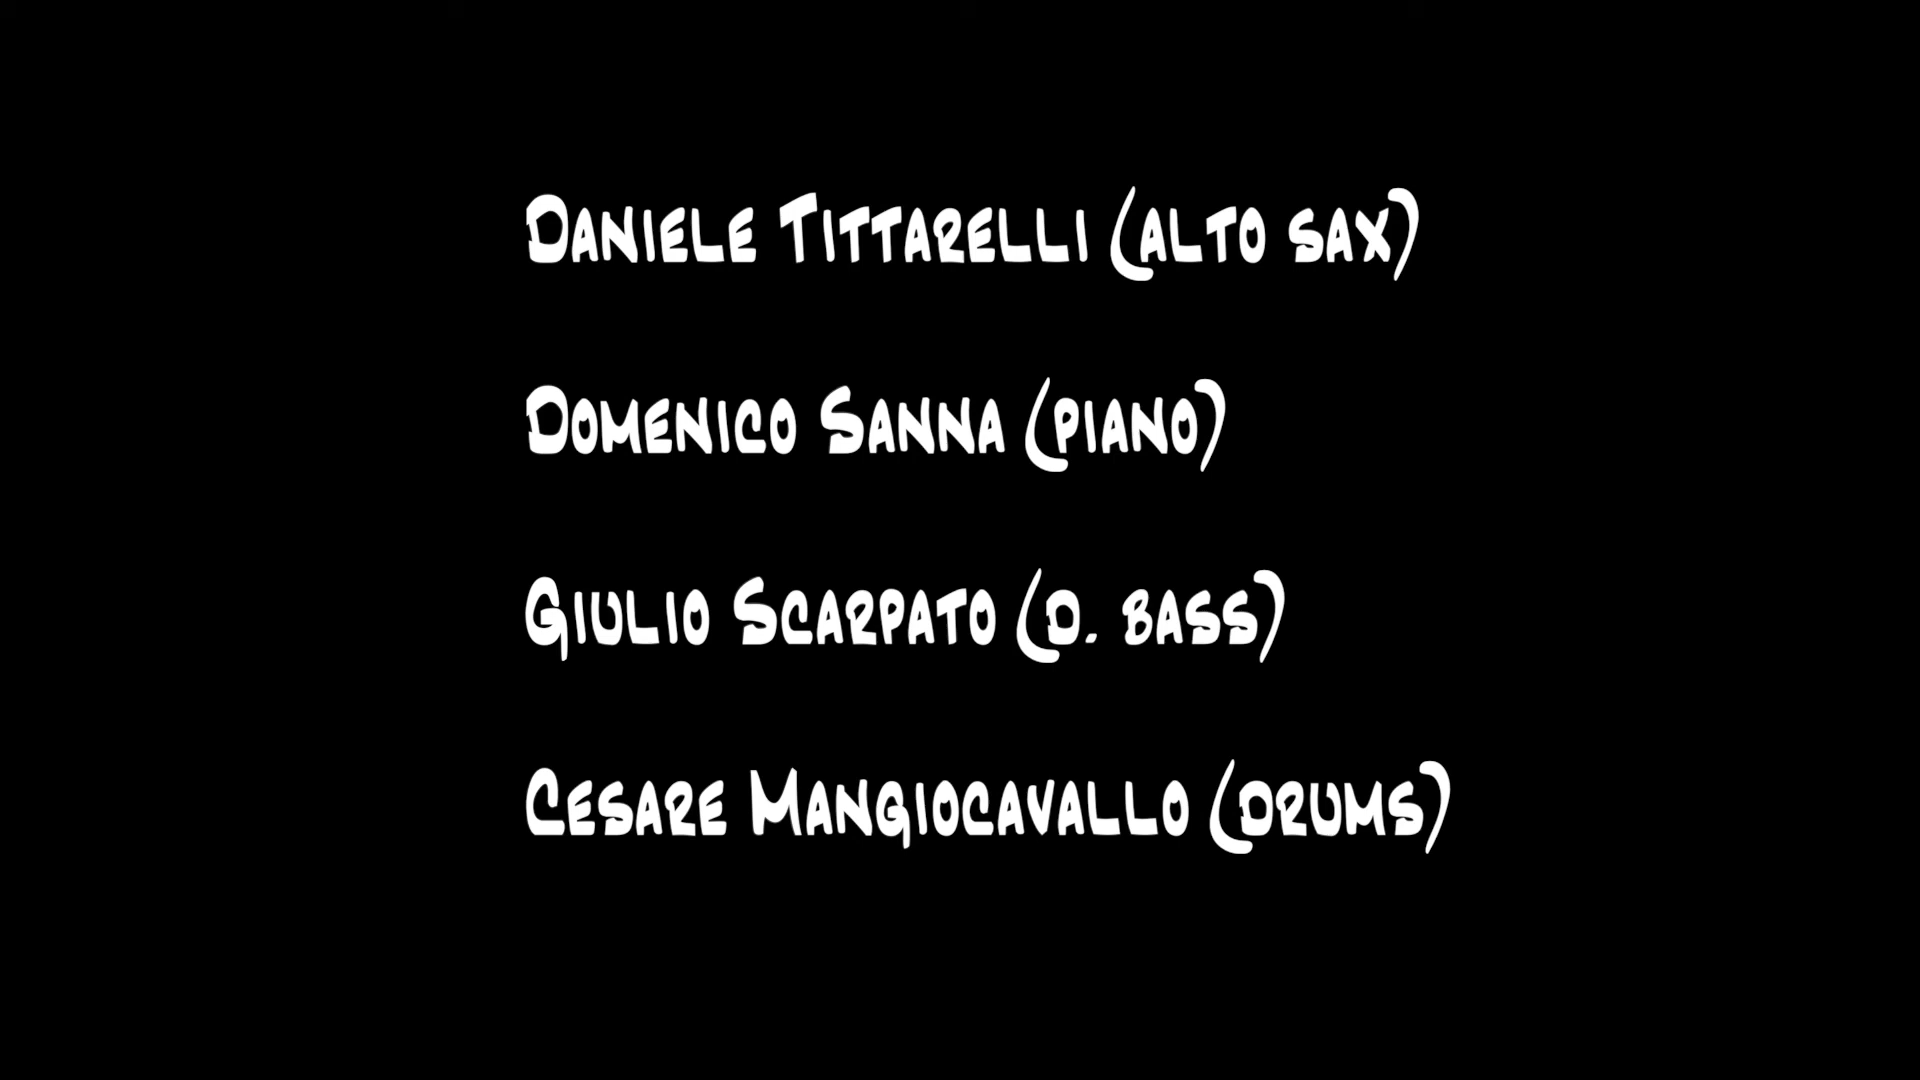 Daniele Tittarelli (alto sax)
Domenico Sanna (piano)
Giulio Scarpato (d. bass)
Cesare Mangiocavallo (drums)